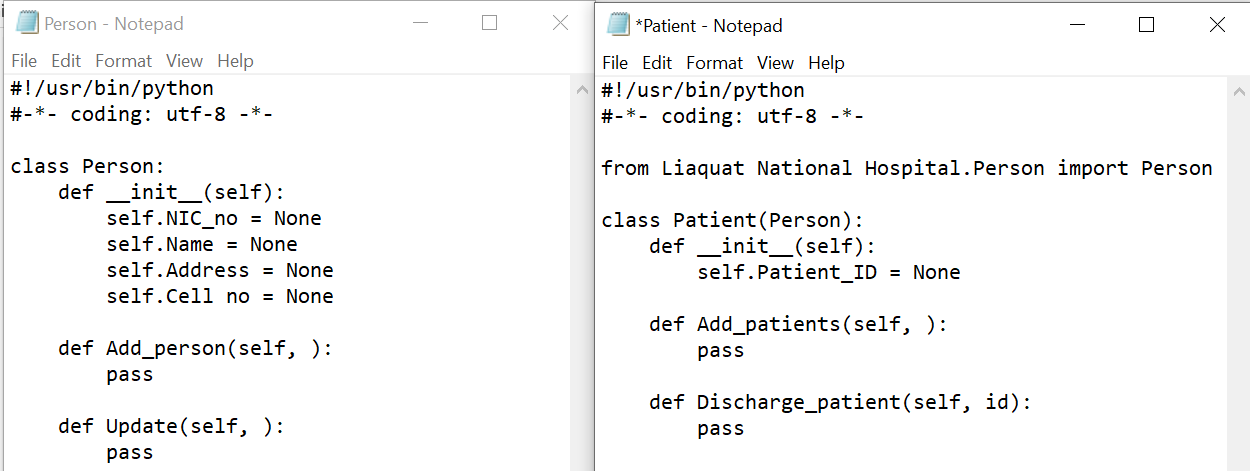 Person - Notepad
File Edit Format View Help
#!/usr/bin/python
#-*- coding: utf-8 -*-

class Person:
    def __init__(self):
        self.NIC_no = None
        self.Name = None
        self.Address = None
        self.Cell no = None

    def Add_person(self, ):
        pass

    def Update(self, ):
        pass

*Patient - Notepad
File Edit Format View Help
#!/usr/bin/python
#-*- coding: utf-8 -*-

from Liaquat National Hospital.Person import Person

class Patient(Person):
    def __init__(self):
        self.Patient_ID = None

    def Add_patients(self, ):
        pass

    def Discharge_patient(self, id):
        pass